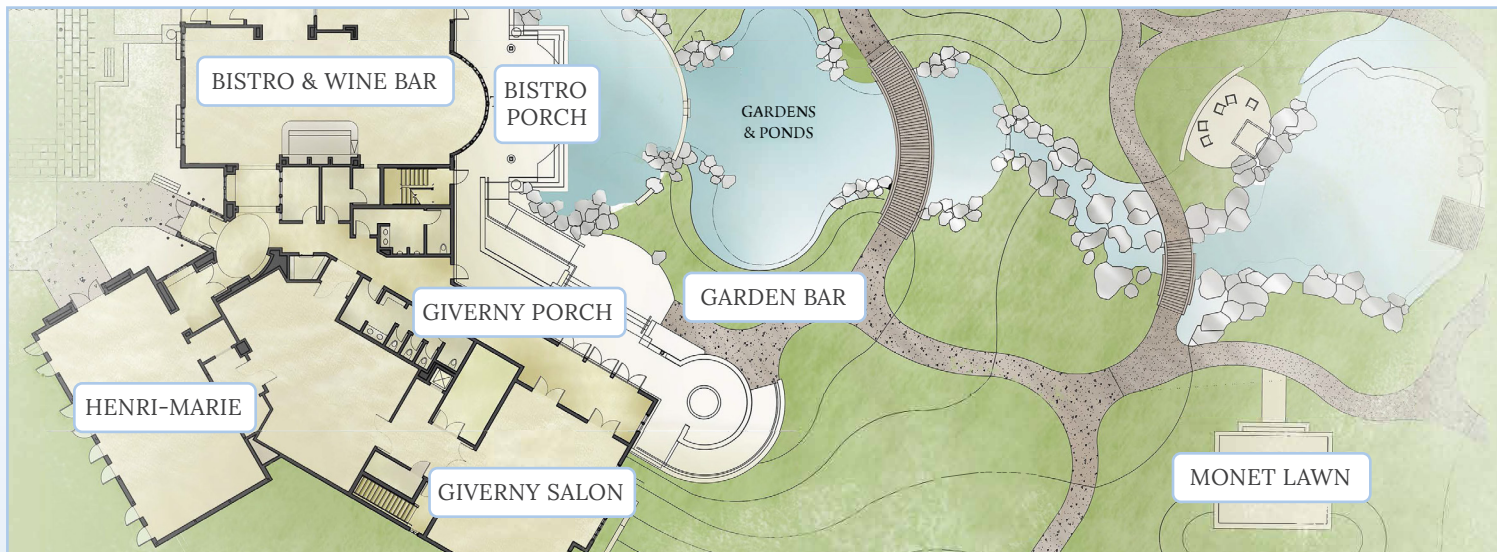 BISTRO & WINE BAR
BISTRO
PORCH
GARDENS
& PONDS
GIVERNY PORCH
GARDEN BAR
HENRI-MARIE
GIVERNY SALON
MONET LAWN